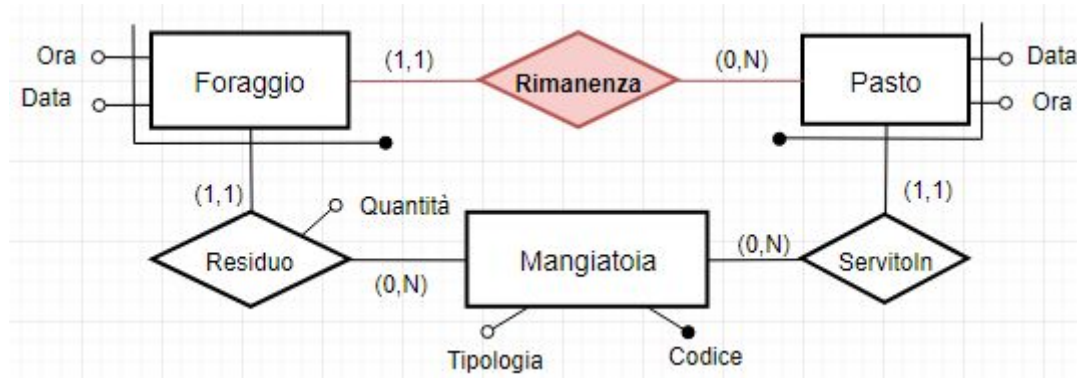 Ora
Data
Foraggio
(1,1)
Rimanenza
(0,N)
Pasto
Data
Ora
(1,1)
Quantità
Residuo
(0,N)
Mangiatoia
(0,N)
(1,1)
ServitoIn
Tipologia
Codice